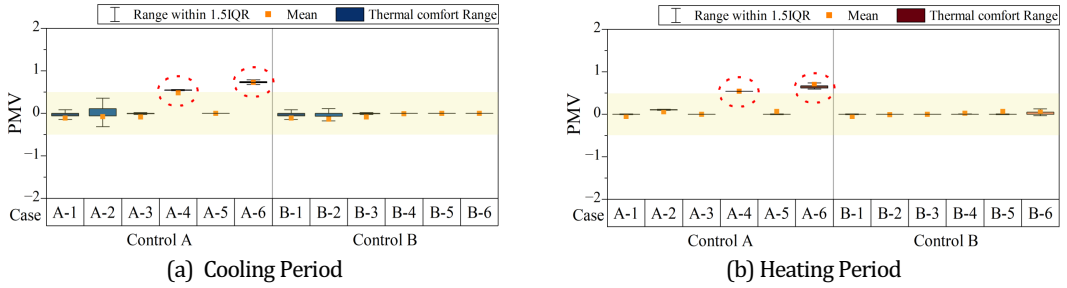 Range within 1.5IQR Mean Thermal comfort Range
2
1
0
-1
-2
PMV
Case A-1 A-2 A-3 A-4 A-5 A-6 B-1 B-2 B-3 B-4 B-5 B-6
Control A Control B
(a) Cooling Period
Range within 1.5IQR Mean Thermal comfort Range
2
1
0
-1
-2
PMV
Case A-1 A-2 A-3 A-4 A-5 A-6 B-1 B-2 B-3 B-4 B-5 B-6
Control A Control B
(b) Heating Period